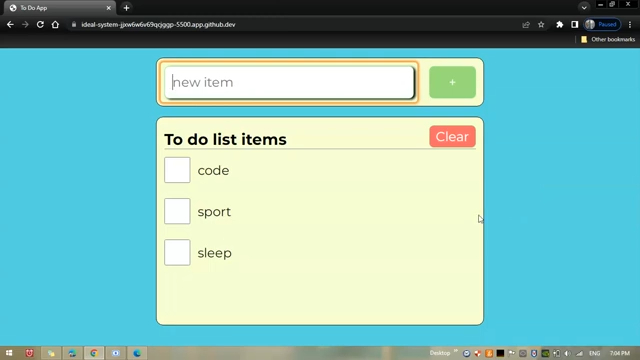 To Do App
ideal-system-jjxw6w6v69qcjggp-5500.app.github.dev
Paused
Other bookmarks
new item
+
To do list items
Clear
code
sport
sleep
Desktop
ENG
7:04 PM